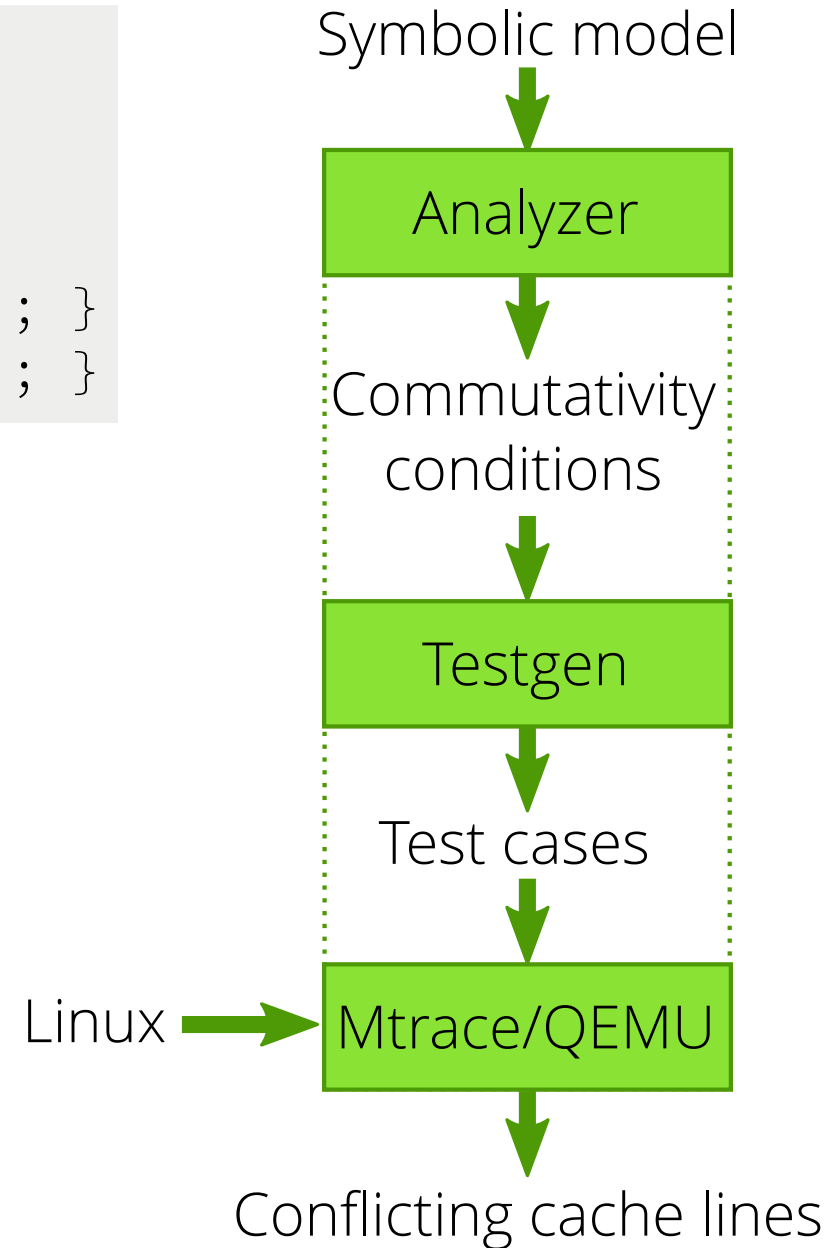 Symbolic model
Analyzer
; }
; }
Commutativity
conditions
Testgen
Test cases
Linux
Mtrace/QEMU
Conflicting cache lines